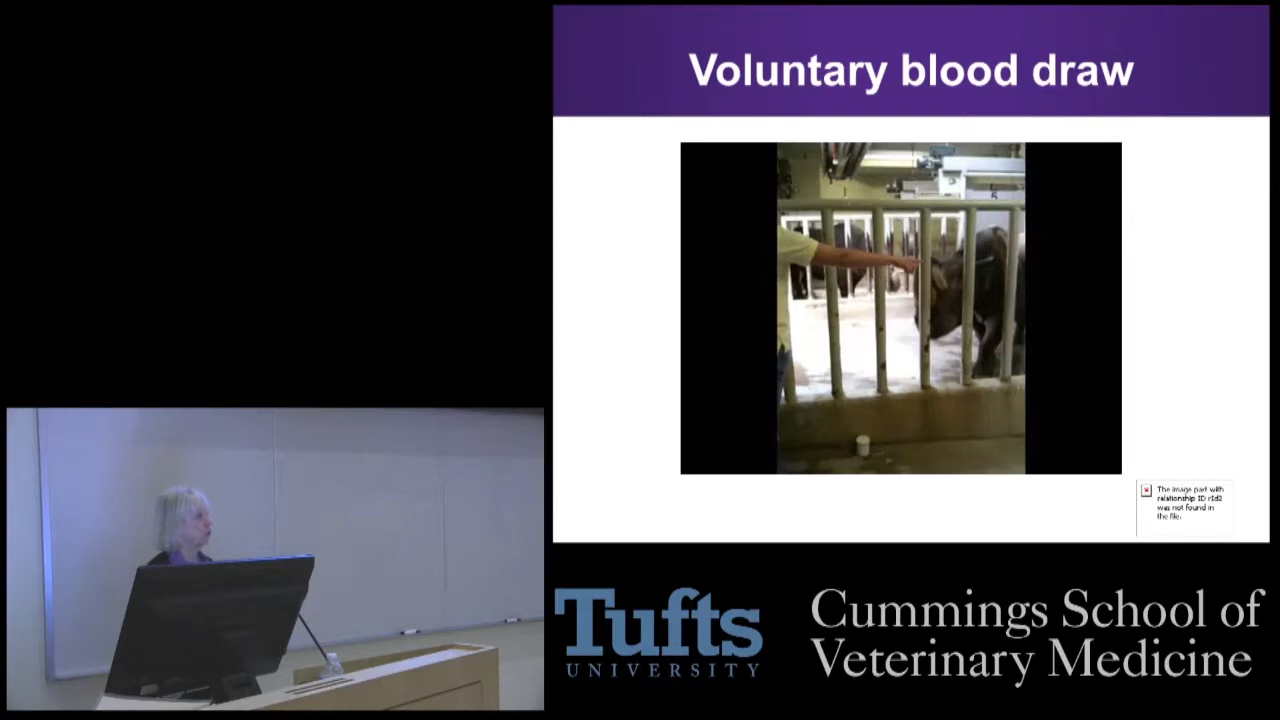 Voluntary blood draw
The image part with
relationship ID rId2
was not found in
the file.
Tufts
UNIVERSITY
Cummings School of
Veterinary Medicine